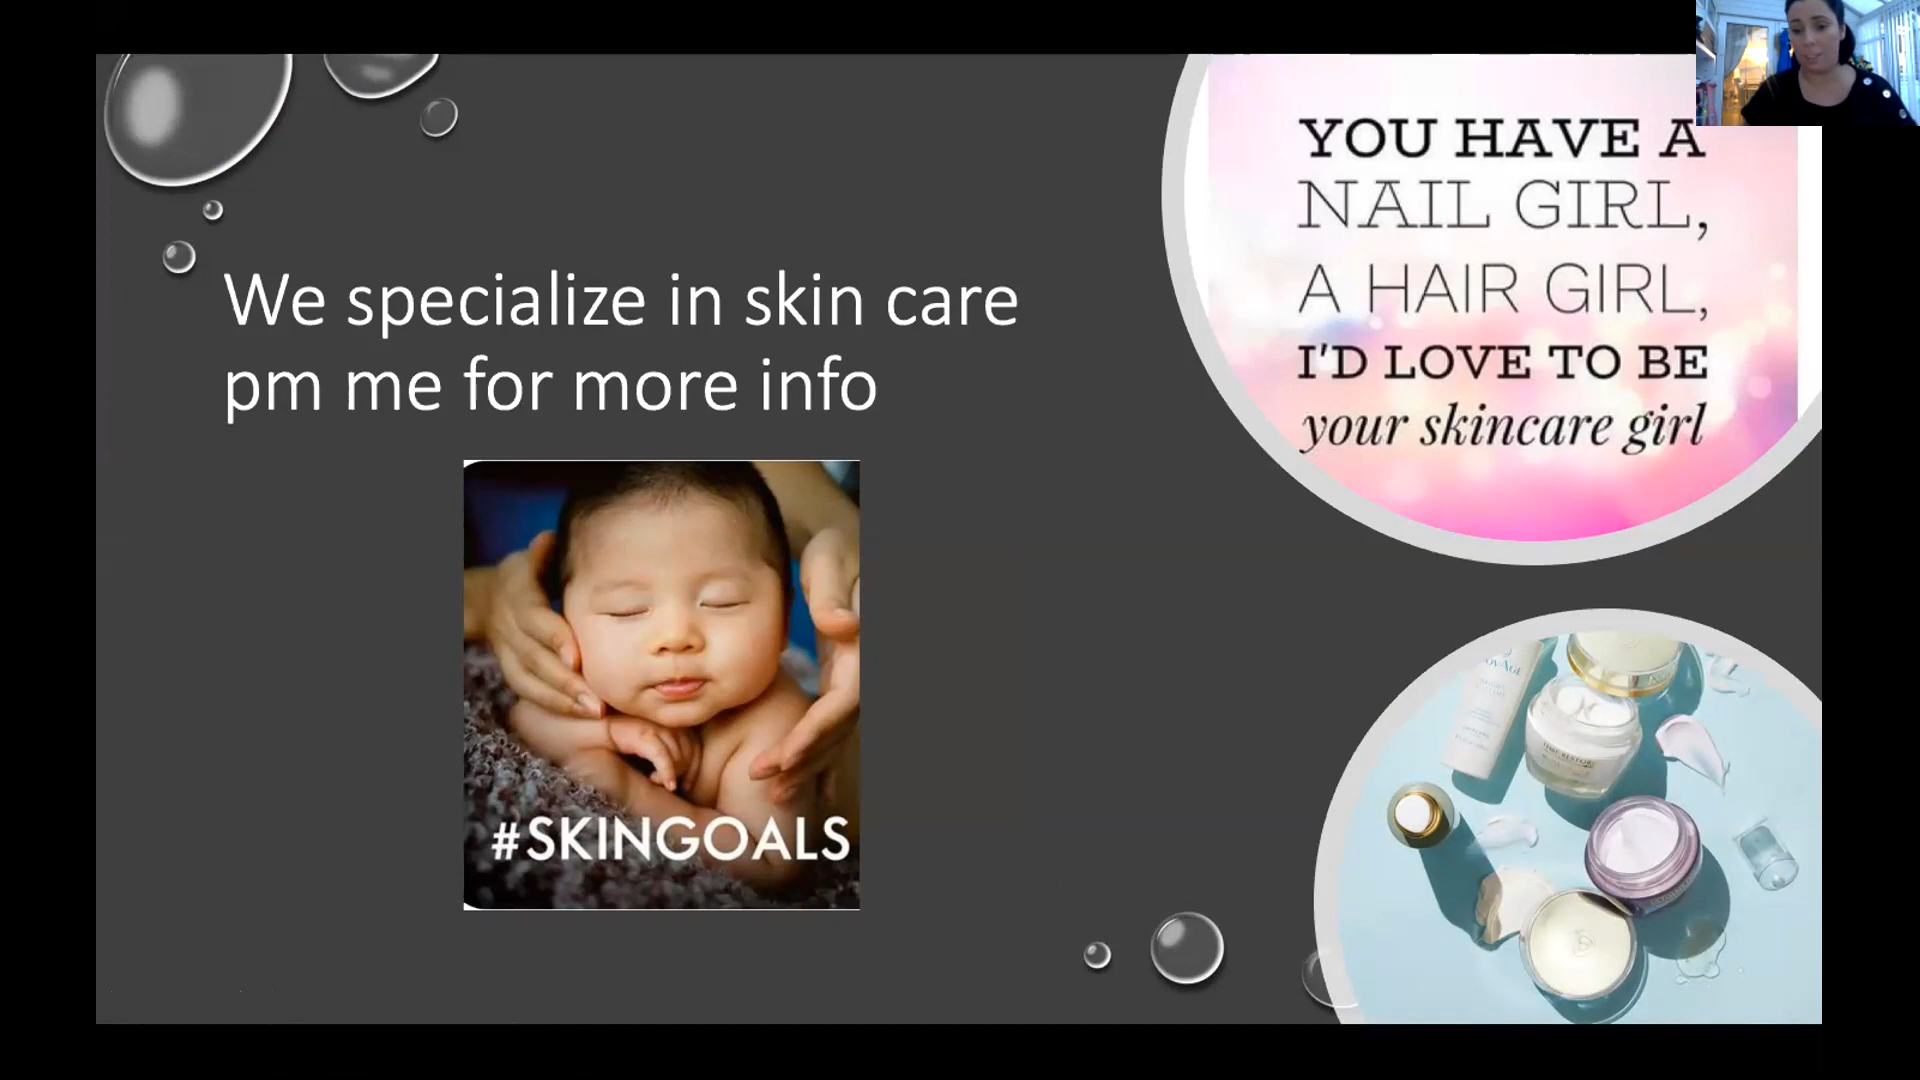 We specialize in skin care
pm me for more info
#SKINGOALS
YOU HAVE A
NAIL GIRL,
A HAIR GIRL,
I'D LOVE TO BE
your skincare girl